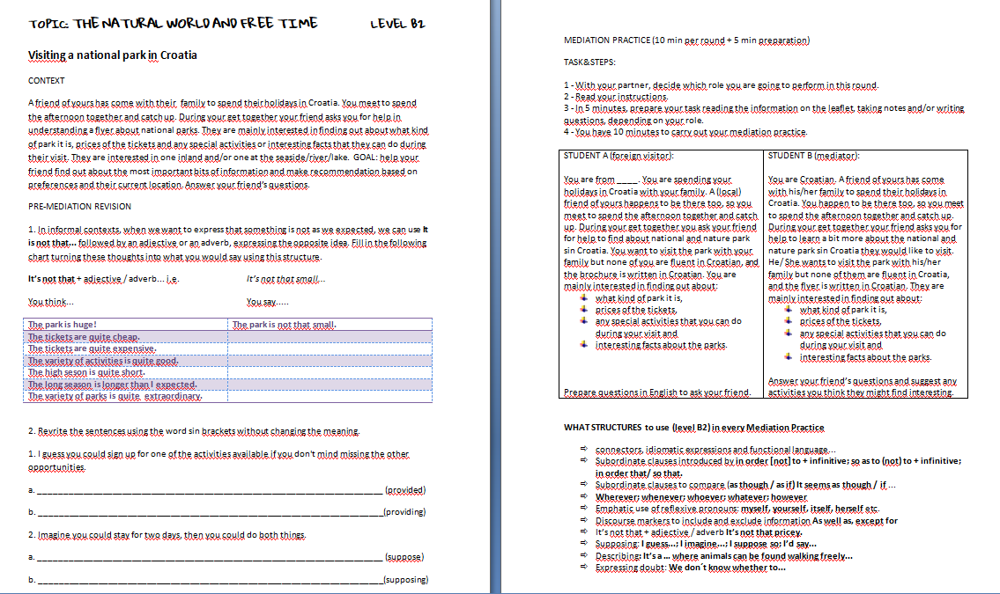 TOPIC: THE NATURAL WORLD AND FREE TIME LEVEL B2
Visiting a national park in Croatia
CONTEXT
A friend of yours has come with their family to spend their holidays in Croatia. You meet to spend
the afternoon together and catch up. During your get together your friend asks you for help in
understanding a flyer about national parks. They are mainly interested in finding out about what kind
of park it is, prices of the tickets and any special activities or interesting facts that they can do during
their visit. They are interested in one inland and/or one at the seaside/river/lake. GOAL: help your
friend find out about the most important bits of information and make recommendation based on
preferences and their current location. Answer your friend's questions.
PRE-MEDIATION REVISION
1. In informal contexts, when we want to express that something is not as we expected, we can use It
is not that... followed by an adjective or an adverb, expressing the opposite idea. Fill in the following
chart turning these thoughts into what you would say using this structure.
It's not that + adjective / adverb... i.e. It's not that small...
You think... You say.....
The park is huge! The park is not that small.
The tickets are quite cheap.
The tickets are quite expensive.
The variety of activities is quite good.
The high seson is quite short.
The long season is longer than I expected.
The variety of parks is quite extraordinary.
2. Revrite the sentences using the word sin brackets without changing the meaning.
1. I guess you could sign up for one of the activities available if you don't mind missing the other
opportunities.
a. ______ (provided)
b. ______ (providing)
2. Imagine you could stay for two days, then you could do both things.
a. ______ (suppose)
b. ______ (supposing)
MEDIATION PRACTICE (10 min per round + 5 min preparation)
TASK&STEPS:
1 - With your partner, decide which role you are going to perform in this round.
2 - Read your instructions.
3 - In 5 minutes, prepare your task reading the information on the leaflet, taking notes and/or writing
questions, depending on your role.
4 - You have 10 minutes to carry out your mediation practice.
STUDENT A (foreign visitor):
You are from ____. You are spending your
holidays in Croatia with your family. A (local)
friend of yours happens to be there too, so you
meet to spend the afternoon together and catch
up. During your get together you ask your friend
for help to find about national and nature park
sin Croatia. You want to visit the park with your
family but none of you are fluent in Croatian, and
the brochure is written in Croatian. You are
mainly interested in finding out about:
what kind of park it is,
prices of the tickets,
any special activities that you can do
during your visit and
interesting facts about the parks.
Prepare questions in English to ask your friend.
STUDENT B (mediator):
You are Croatian. A friend of yours has come
with his/her family to spend their holidays in
Croatia. You happen to be there too, so you meet
to spend the afternoon together and catch up.
During your get together your friend asks you for
help to learn a bit more about the national and
nature park sin Croatia they would like to visit.
He/ She wants to visit the park with his/her
family but none of them are fluent in Croatia,
and the flyer is written in Croatian. They are
mainly interested in finding out about:
what kind of park it is,
prices of the tickets,
any special activities that you can do
during your visit and
interesting facts about the parks.
Answer your friend's questions and suggest any
activities you think they might find interesting.
WHAT STRUCTURES to use (level B2) in every Mediation Practice
connectors, idiomatic expressions and functional language...
Subordinate clauses introduced by in order [not] to + infinitive; so as to (not) to + infinitive;
in order that/ so that.
Subordinate clauses to compare (as though / as if) It seems as though / if ...
Wherever; whenever; whoever; whatever; however
Emphatic use of reflexive pronouns: myself, yourself, itself, herself etc.
Discourse markers to include and exclude information As well as, except for
It's not that + adjective / adverb It's not that pricey.
Supposing: I guess...; I imagine...; I suppose so; I'd say...
Describing: It's a ... where animals can be found walking freely...
Expressing doubt: We don´t know whether to...